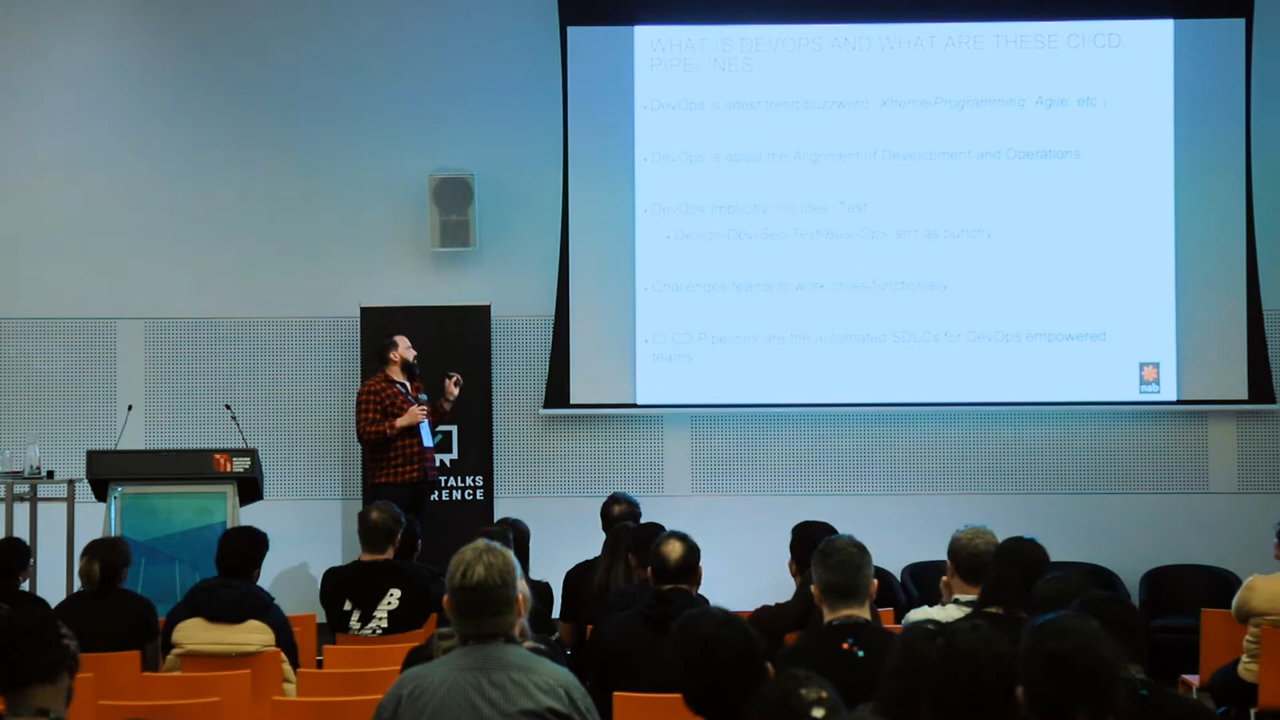 WHAT IS DEVOPS AND WHAT ARE THESE CI/CD
PIPELINES
• DevOps is latest trend/buzzword (Xtreme-Programming, Agile, etc.)
• DevOps is about the Alignment of Development and Operations
• DevOps implicitly includes Test
• Design-Dev-Sec-Test-Bus-Ops isn't as punchy
• Challenges teams to work cross-functionally
• CI/CD Pipelines are the automated SDLCs for DevOps empowered
teams
nab
TALKS
RENCE